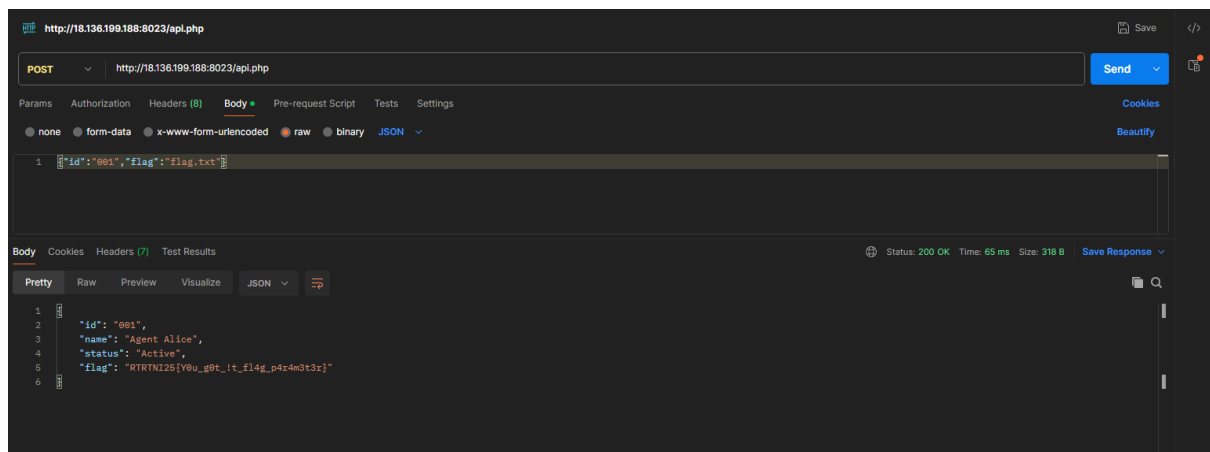 HTTP http://18.136.199.188:8023/api.php Save </>
POST http://18.136.199.188:8023/api.php Send
Params Authorization Headers (8) Body Pre-request Script Tests Settings Cookies
none form-data x-www-form-urlencoded raw binary JSON Beautify
1 {"id":"001","flag":"flag.txt"}
Body Cookies Headers (7) Test Results Status: 200 OK Time: 65 ms Size: 318 B Save Response
Pretty Raw Preview Visualize JSON
1 {
2 "id": "001",
3 "name": "Agent Alice",
4 "status": "Active",
5 "flag": "RTRTNI25{Y0u_g0t_!t_fl4g_p4r4m3t3r}"
6 }